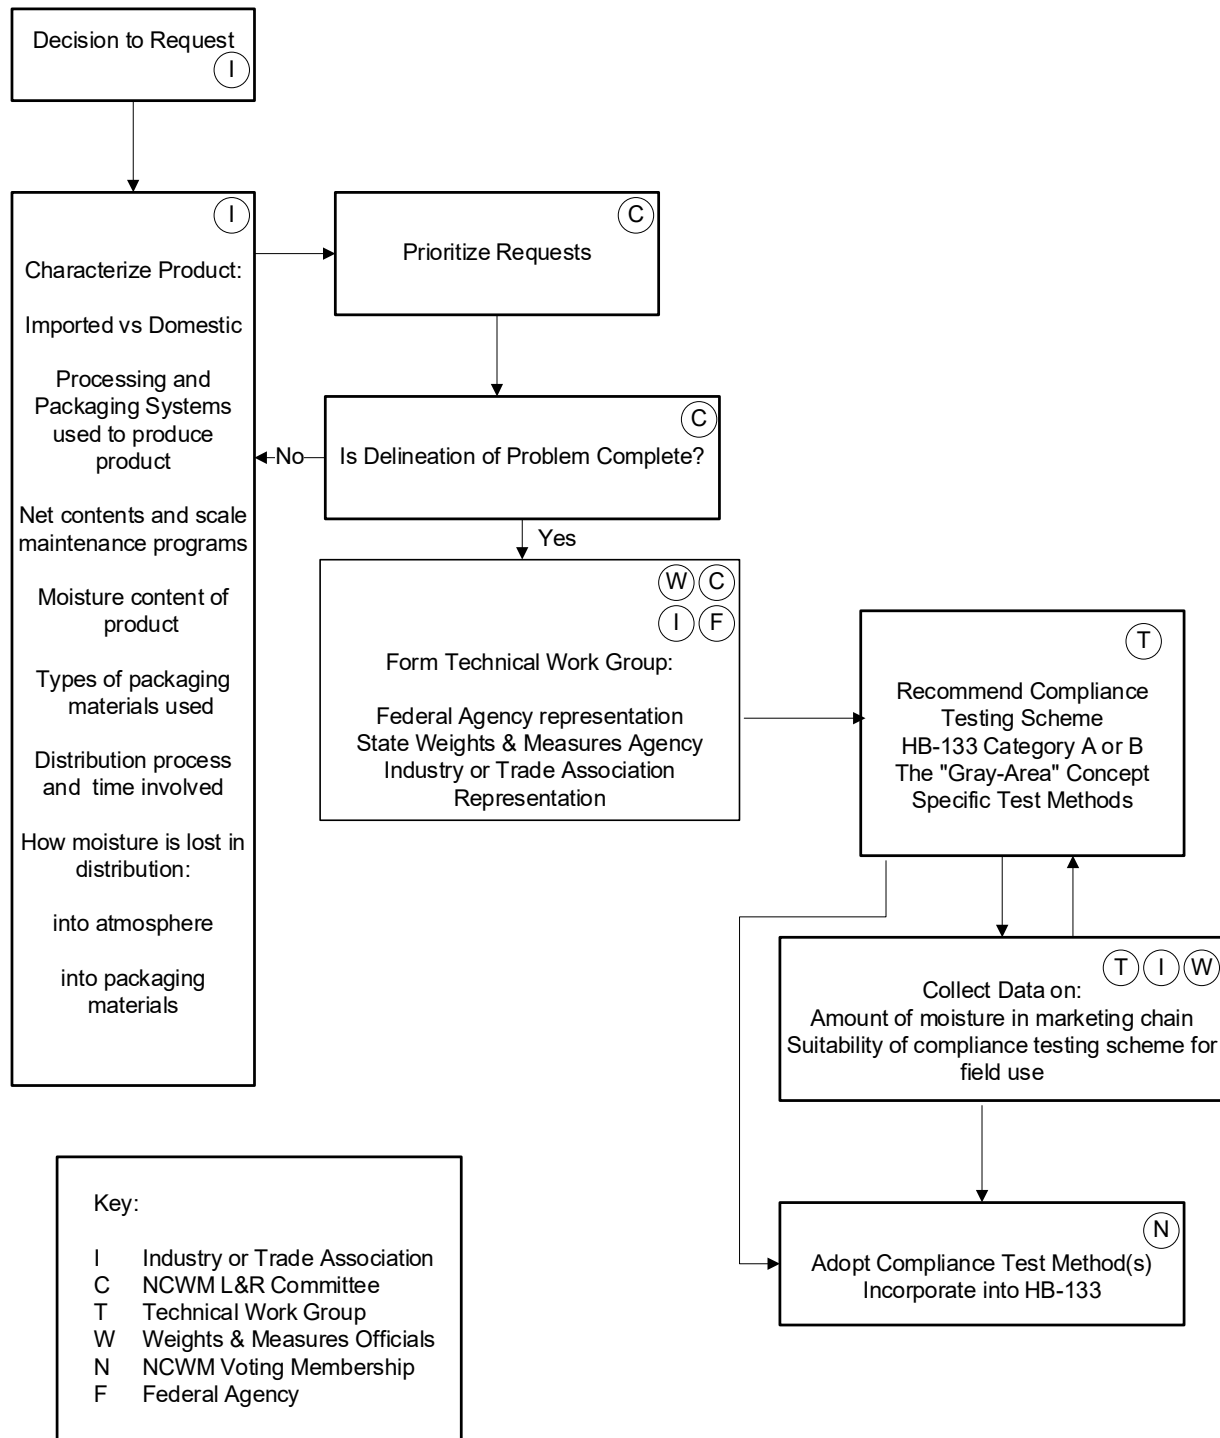 Decision to Request
I
I
Characterize Product:
Imported vs Domestic
Processing and
Packaging Systems
used to produce
product
Net contents and scale
maintenance programs
Moisture content of
product
Types of packaging
materials used
Distribution process
and time involved
How moisture is lost in
distribution:
into atmosphere
into packaging
materials
C
Prioritize Requests
C
Is Delineation of Problem Complete?
No
Yes
W C
I F
Form Technical Work Group:
Federal Agency representation
State Weights & Measures Agency
Industry or Trade Association
Representation
T
Recommend Compliance
Testing Scheme
HB-133 Category A or B
The "Gray-Area" Concept
Specific Test Methods
T I W
Collect Data on:
Amount of moisture in marketing chain
Suitability of compliance testing scheme for
field use
N
Adopt Compliance Test Method(s)
Incorporate into HB-133
Key:
I Industry or Trade Association
C NCWM L&R Committee
T Technical Work Group
W Weights & Measures Officials
N NCWM Voting Membership
F Federal Agency